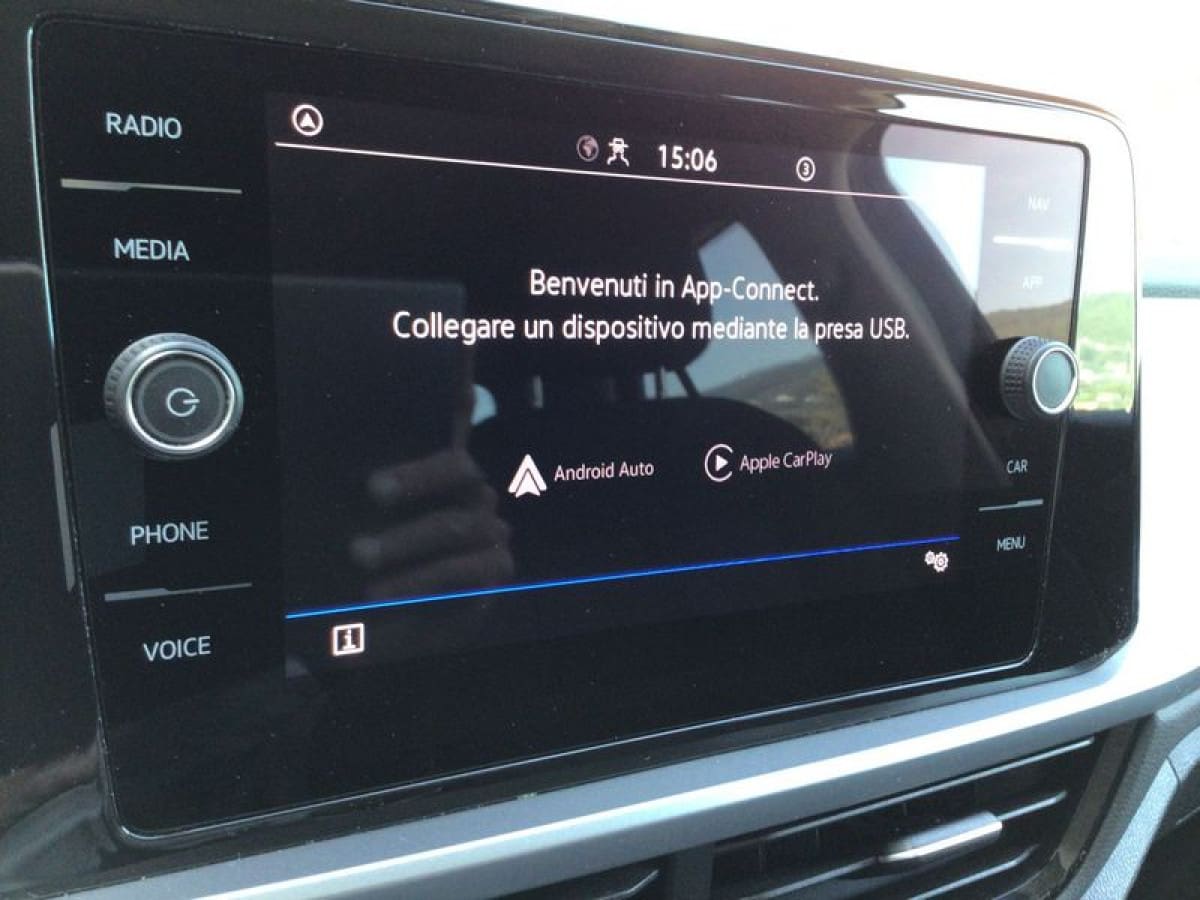 RADIO
MEDIA
PHONE
VOICE
15:06
3
Benvenuti in App-Connect.
Collegare un dispositivo mediante la presa USB.
Android Auto
Apple CarPlay
i
NAV
APP
CAR
MENU